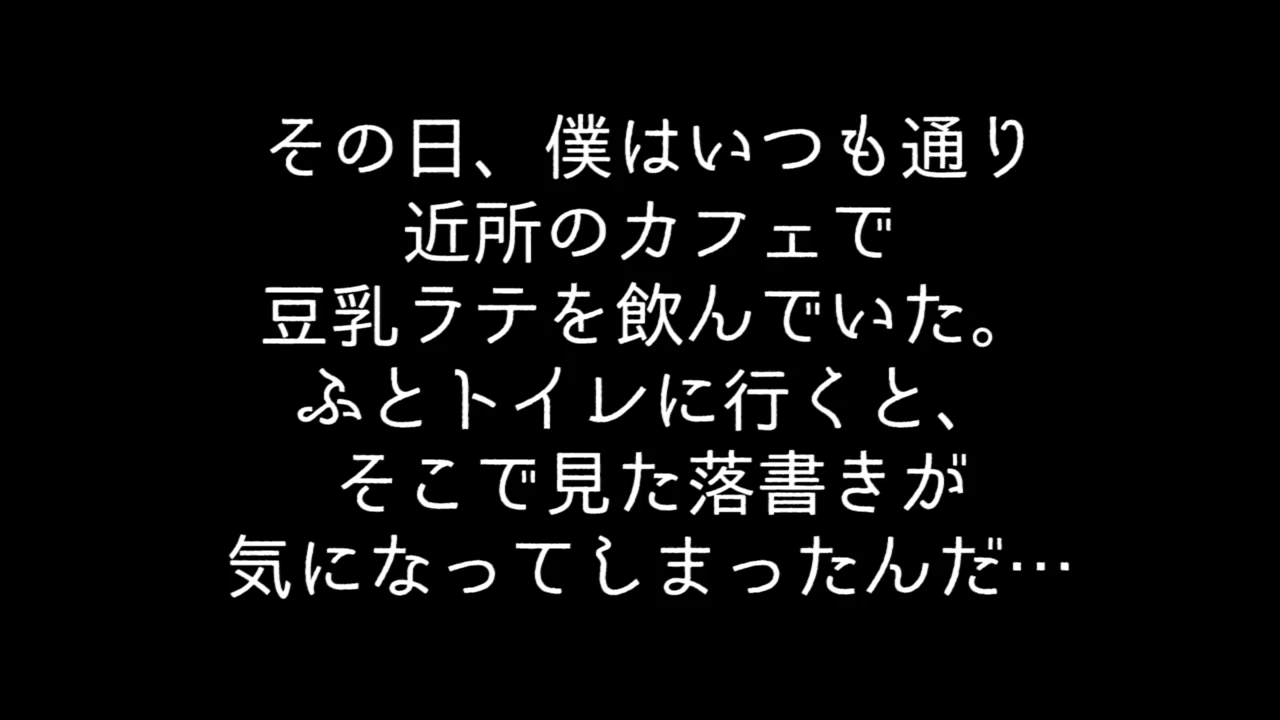 その日、僕はいつも通り
近所のカフェで
豆乳ラテを飲んでいた。
ふとトイレに行くと、
そこで見た落書きが
気になってしまったんだ…